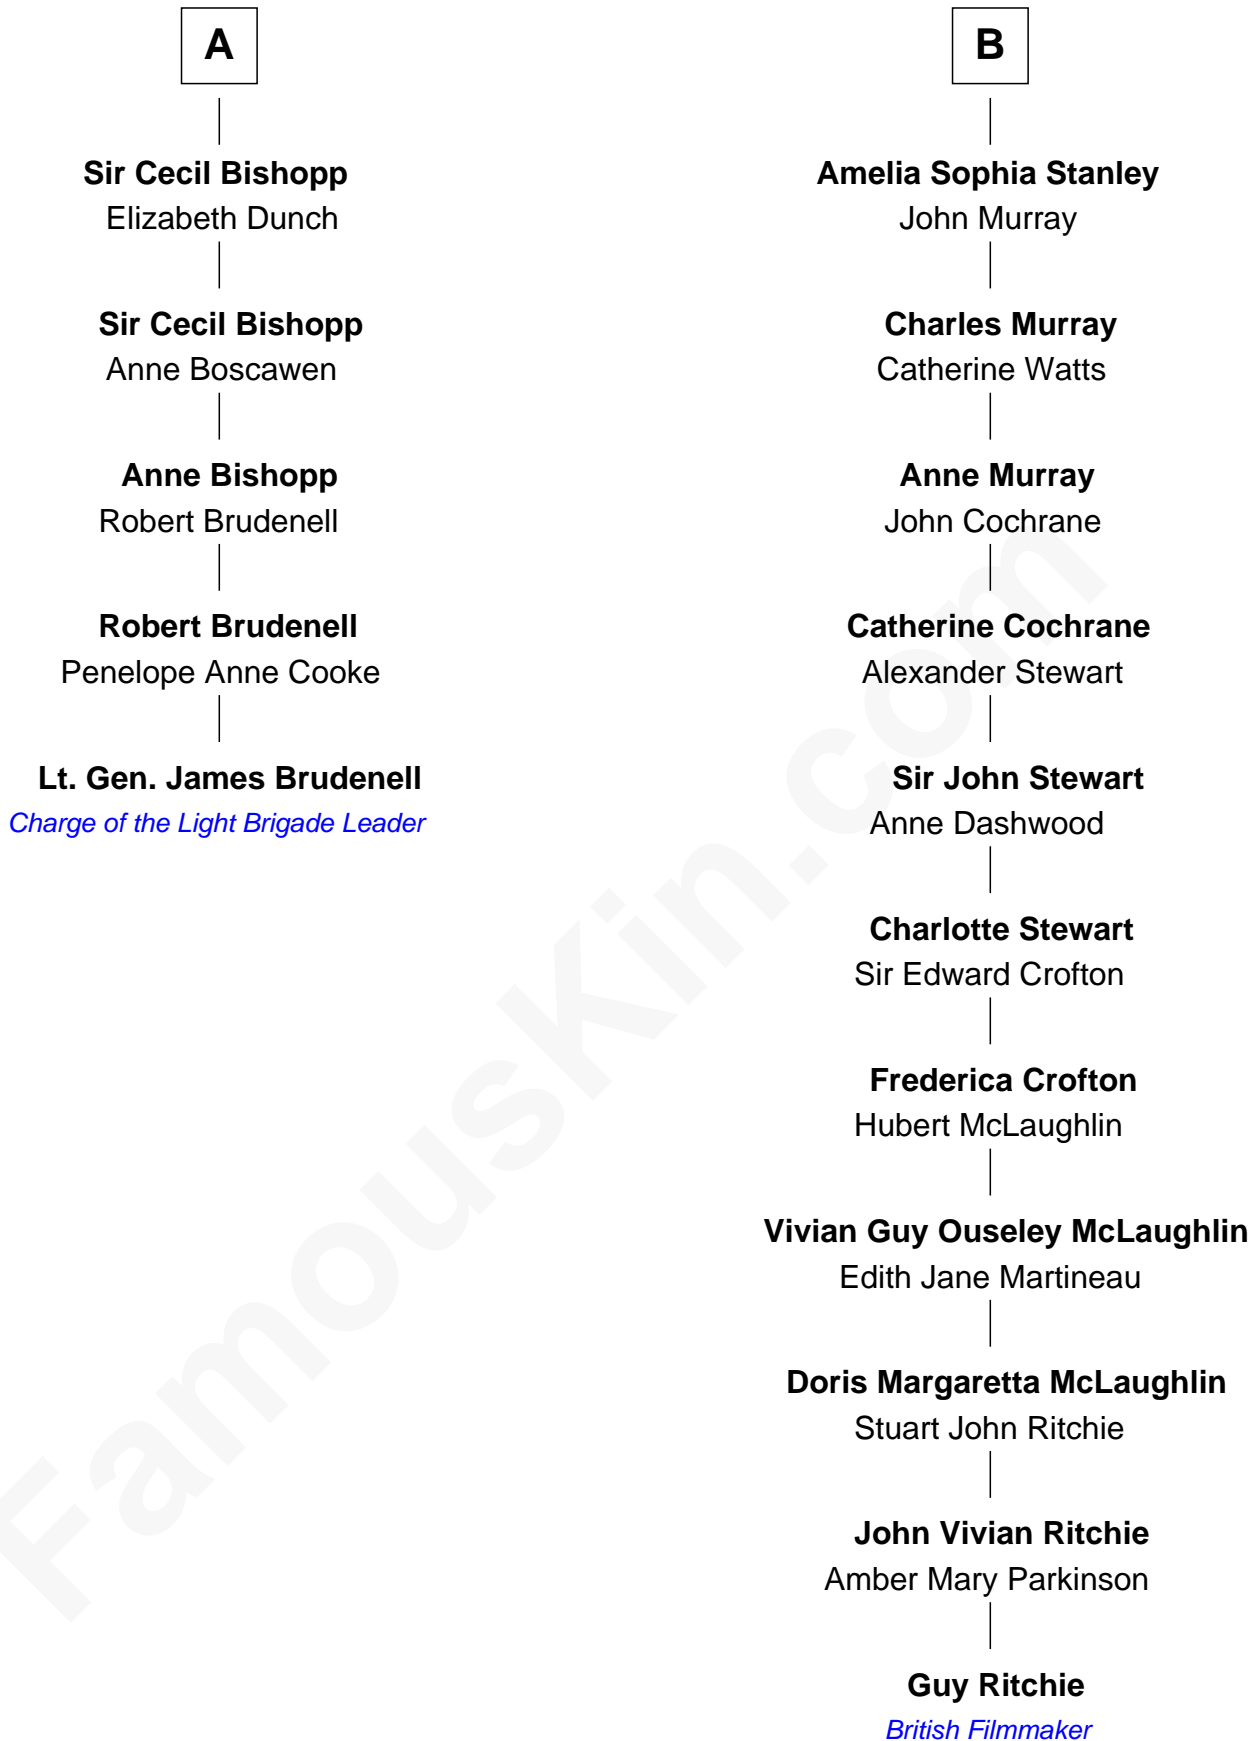 A
Sir Cecil Bishopp
Elizabeth Dunch
Sir Cecil Bishopp
Anne Boscawen
Anne Bishopp
Robert Brudenell
Robert Brudenell
Penelope Anne Cooke
Lt. Gen. James Brudenell
Charge of the Light Brigade Leader
B
Amelia Sophia Stanley
John Murray
Charles Murray
Catherine Watts
Anne Murray
John Cochrane
Catherine Cochrane
Alexander Stewart
Sir John Stewart
Anne Dashwood
Charlotte Stewart
Sir Edward Crofton
Frederica Crofton
Hubert McLaughlin
Vivian Guy Ouseley McLaughlin
Edith Jane Martineau
Doris Margaretta McLaughlin
Stuart John Ritchie
John Vivian Ritchie
Amber Mary Parkinson
Guy Ritchie
British Filmmaker
FamousKin.com